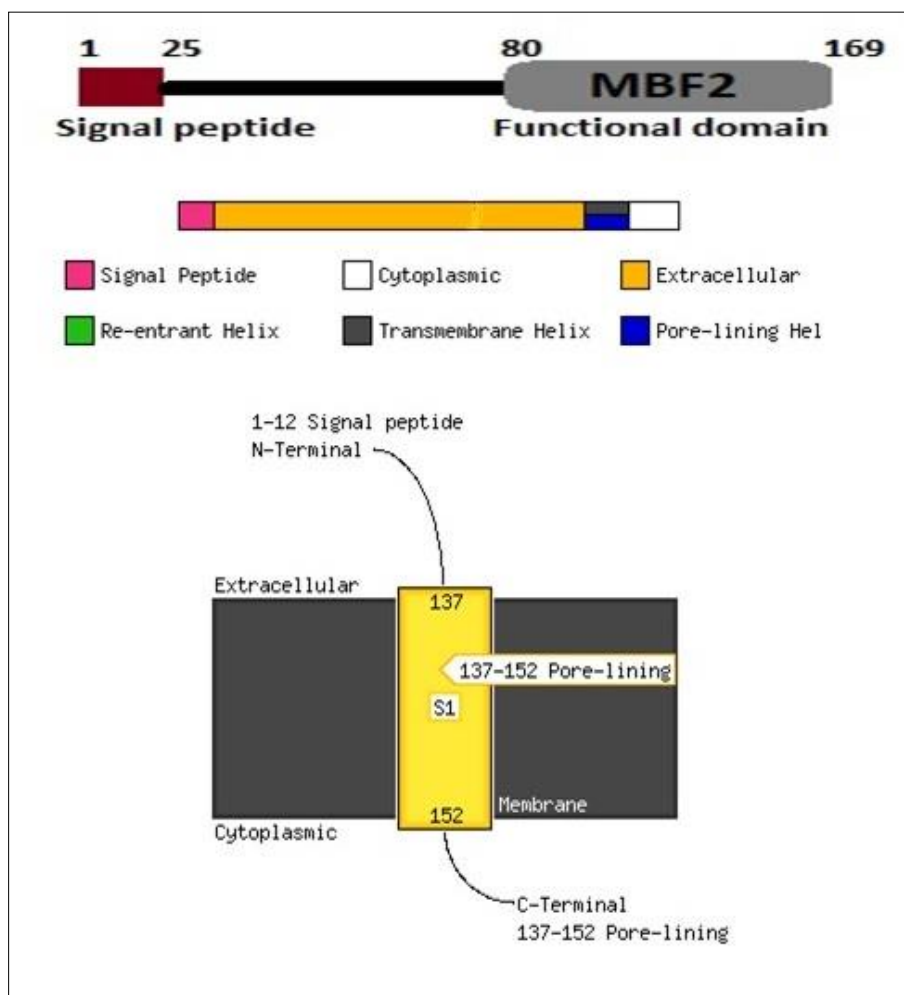 1 25 80 169
MBF2
Signal peptide Functional domain
Signal Peptide Cytoplasmic Extracellular
Re-entrant Helix Transmembrane Helix Pore-lining Hel
1-12 Signal peptide
N-Terminal
Extracellular
137
137-152 Pore-lining
S1
Membrane
152
Cytoplasmic
C-Terminal
137-152 Pore-lining